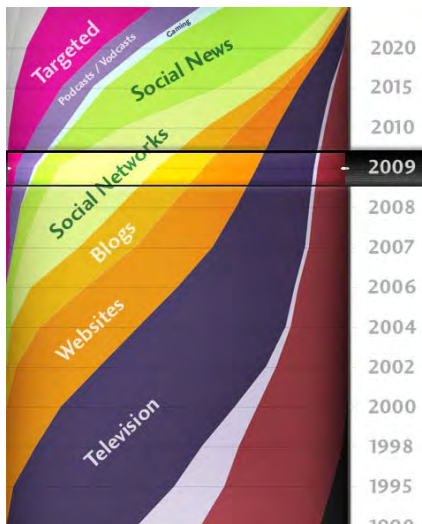 Targeted
Podcasts / Vodcasts
Gaming
Social News
Social Networks
Blogs
Websites
Television
2020
2015
2010
2009
2008
2007
2006
2004
2002
2000
1998
1995
1990